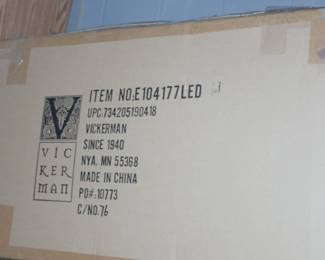 ITEM NO:E104177LED
UPC:734205190418
VICKERMAN
SINCE 1940
NYA. MN 55368
MADE IN CHINA
PO#:10773
C/NO.76
V
VIC
KER
MAN